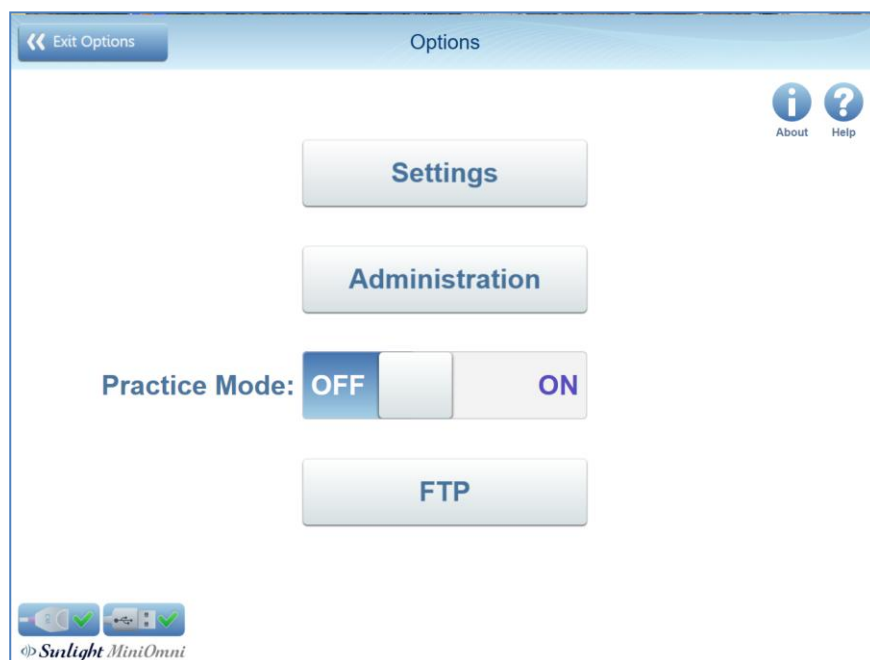 Exit Options
Options
About
Help
Settings
Administration
Practice Mode: OFF ON
FTP
Sunlight MiniOmni